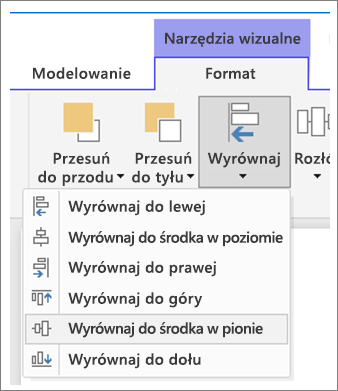 Narzędzia wizualne
Modelowanie Format
Przesuń Przesuń Wyrównaj
do przodu do tyłu
Wyrównaj do lewej
Wyrównaj do środka w poziomie
Wyrównaj do prawej
Wyrównaj do góry
Wyrównaj do środka w pionie
Wyrównaj do dołu